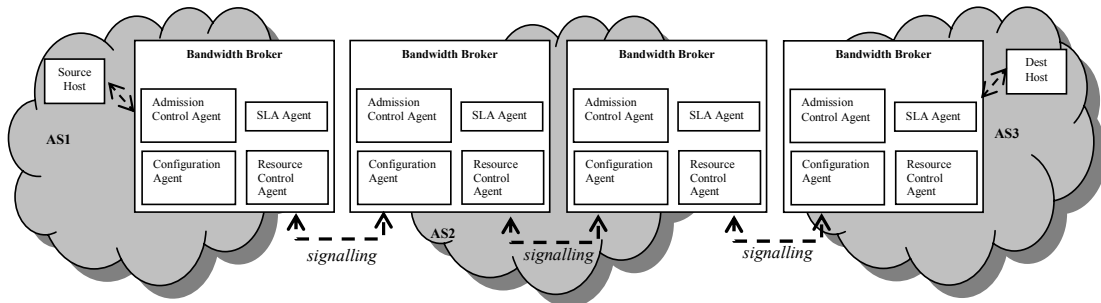 Bandwidth Broker
Bandwidth Broker
Bandwidth Broker
Bandwidth Broker
Source
Host
Dest
Host
Admission
Control Agent
SLA Agent
Admission
Control Agent
SLA Agent
Admission
Control Agent
SLA Agent
Admission
Control Agent
SLA Agent
AS1
AS3
Configuration
Agent
Resource
Control
Agent
Configuration
Agent
Resource
Control
Agent
Configuration
Agent
Resource
Control
Agent
Configuration
Agent
Resource
Control
Agent
AS2
signalling
signalling
signalling